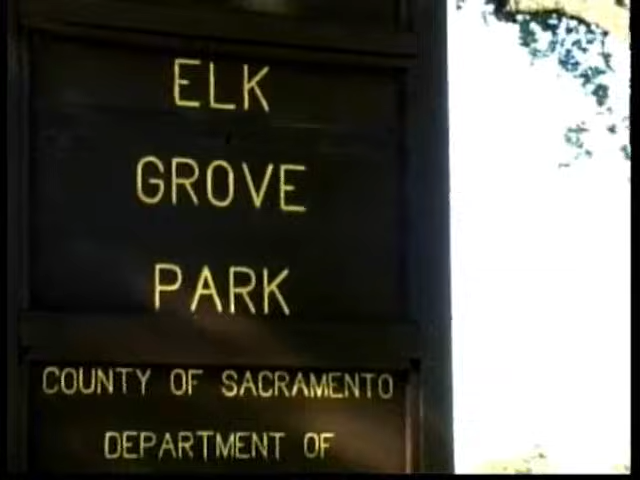 ELK
GROVE
PARK
COUNTY OF SACRAMENTO
DEPARTMENT OF